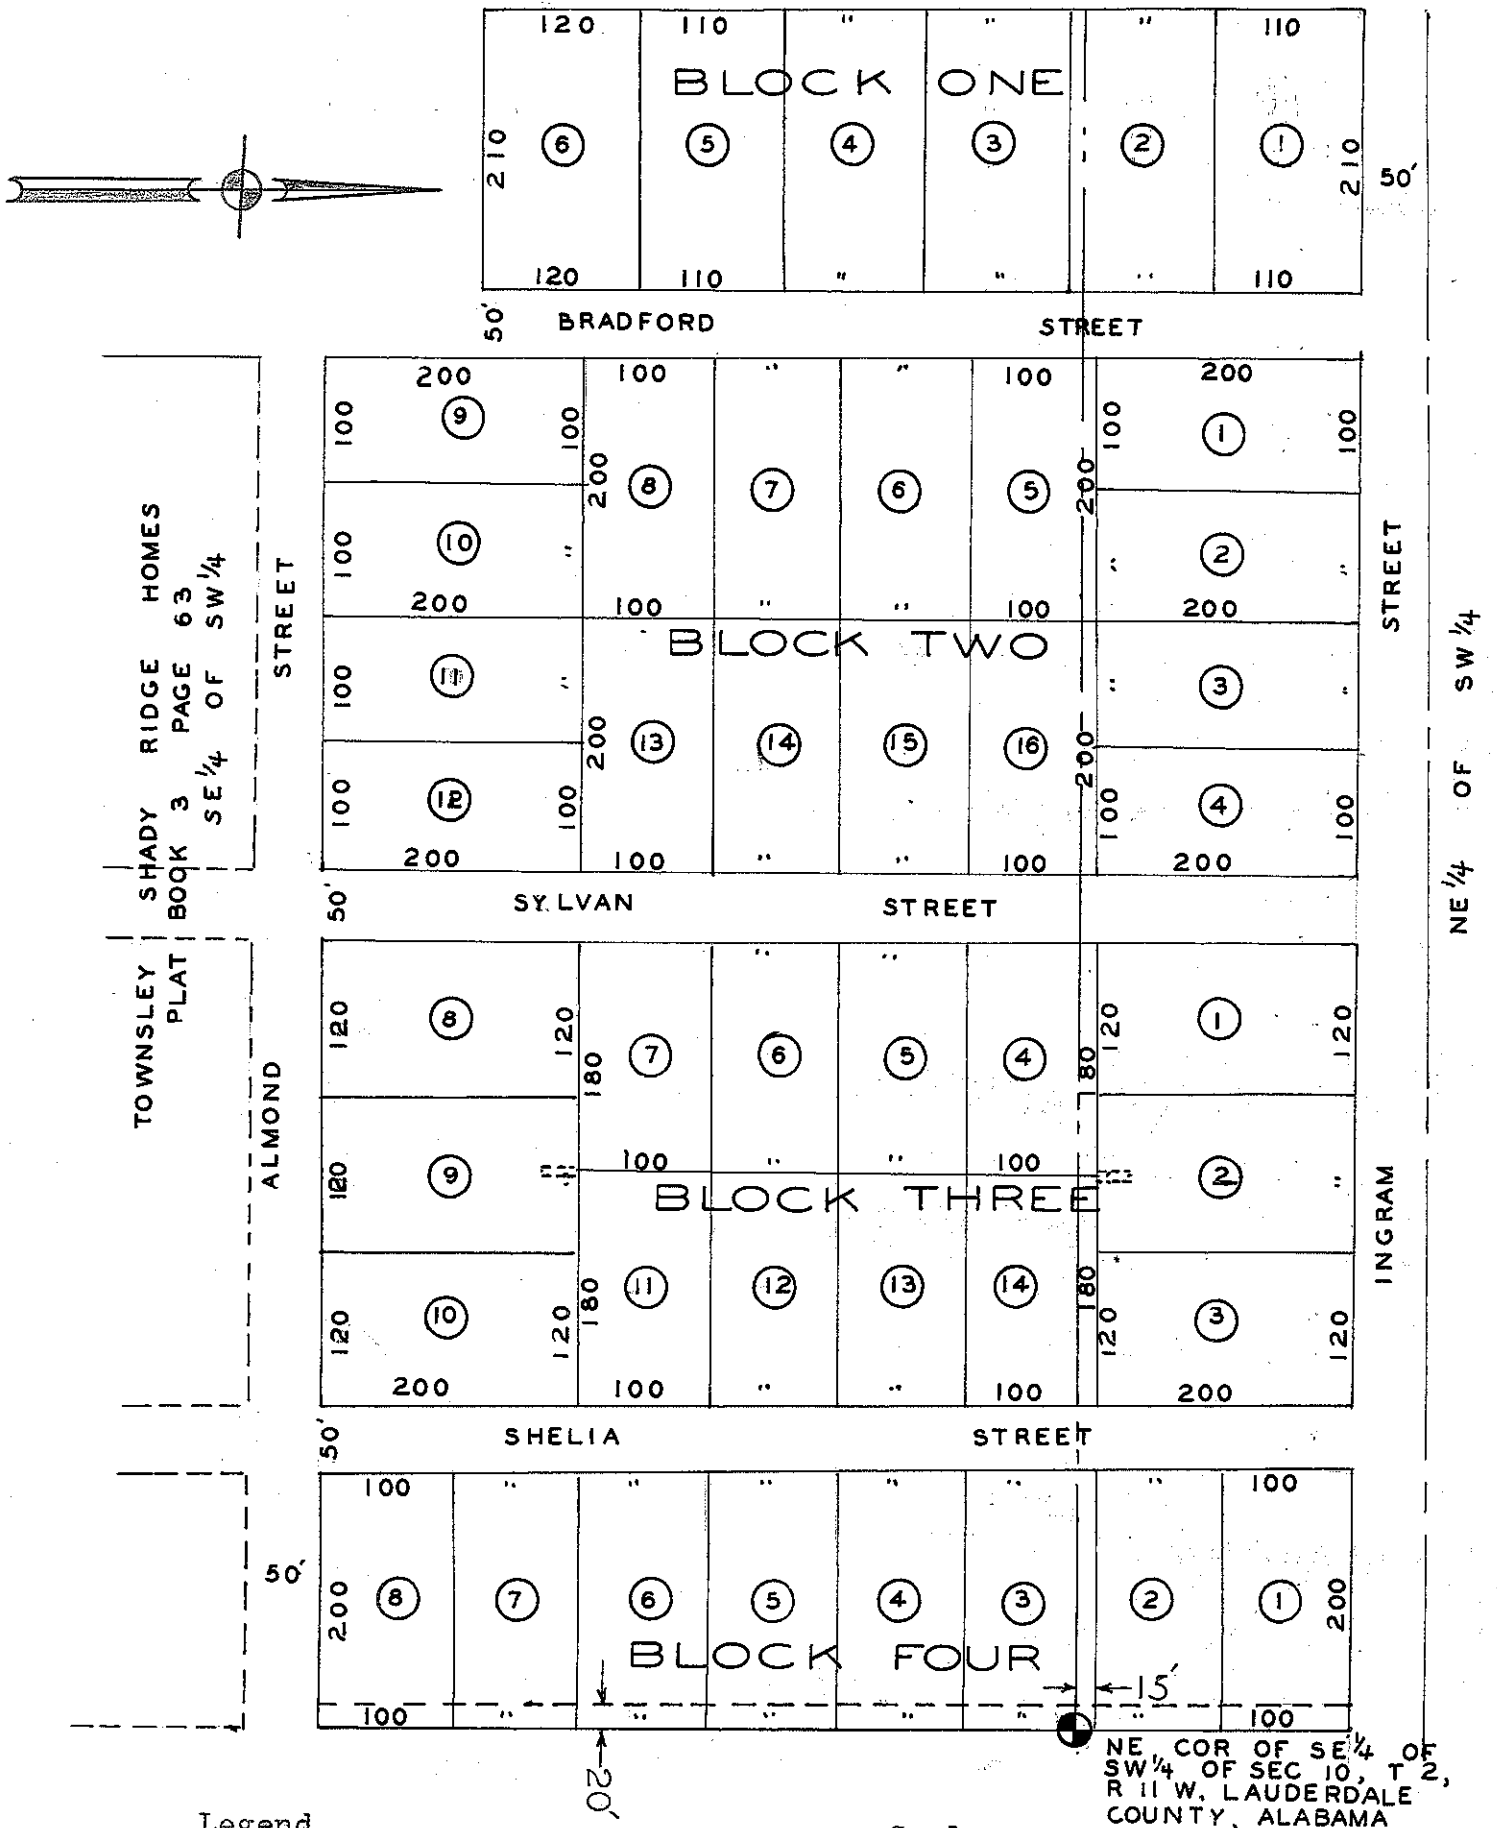 120 110 " " " 110
BLOCK ONE
210 6 5 4 3 2 1 210 50'
120 110 " " " 110
50' BRADFORD STREET
200 100 " " 100 200
100 9 100 100 1 100
200 8 7 6 5 200
100 10 " " 2 "
200 100 " " 100 200
BLOCK TWO
STREET
STREET
100 11 " " 3 "
200 13 14 15 16 200
100 12 100 100 4 100
200 100 " " 100 200
TOWNSLEY SHADY RIDGE HOMES
PLAT BOOK 3 PAGE 63
SE 1/4 OF SW 1/4
NE 1/4 OF SW 1/4
50' SYLVAN STREET
" "
120 8 120 120 1 120
180 7 6 5 4 180
ALMOND
100 " " 100
120 9 " 2 "
BLOCK THREE
INGRAM
180 11 12 13 14 180
120 10 120 120 3 120
200 100 " " 100 200
50' SHELIA STREET
100 " " " " " " 100
50'
200 8 7 6 5 4 3 2 1 200
BLOCK FOUR
15'
100 " " " " " " 100
20'
NE COR OF SE 1/4 OF
SW 1/4 OF SEC 10, T 2,
R 11 W, LAUDERDALE
COUNTY, ALABAMA
Legend